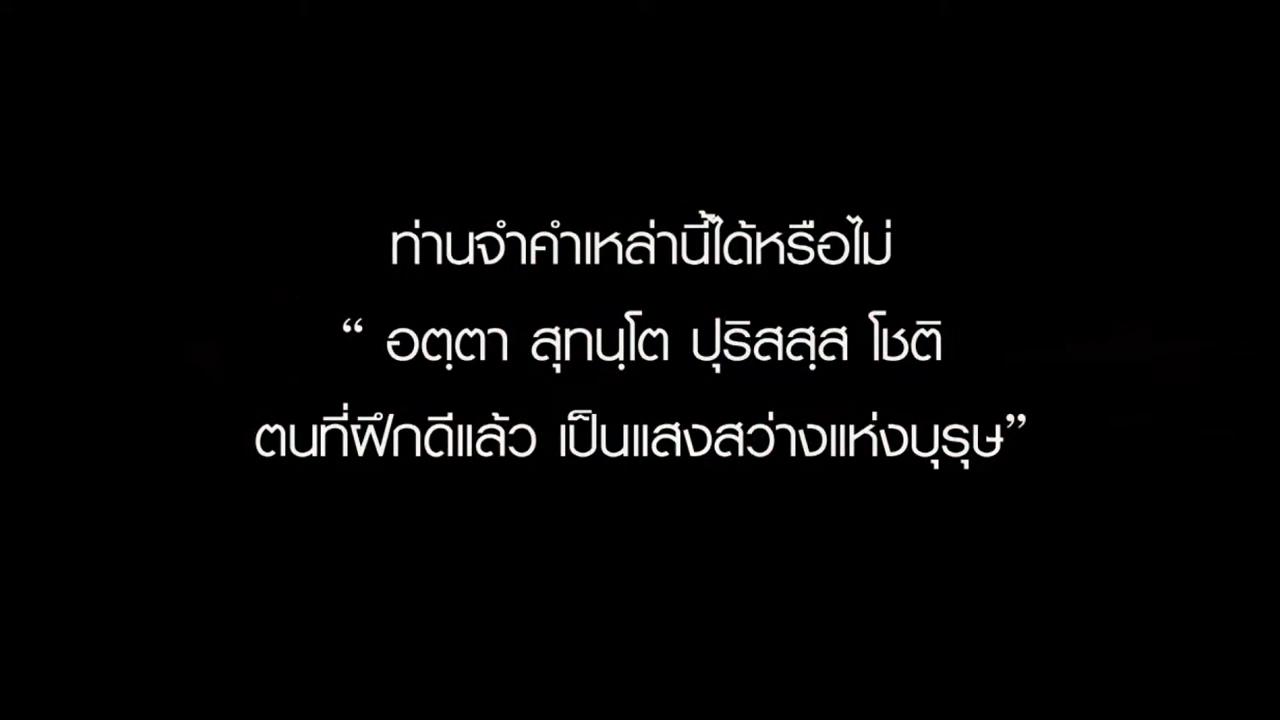 ท่านจำคำเหล่านี้ได้หรือไม่
“ อตฺตา สุทนฺโต ปุริสสฺส โชติ
ตนที่ฝึกดีแล้ว เป็นแสงสว่างแห่งบุรุษ”